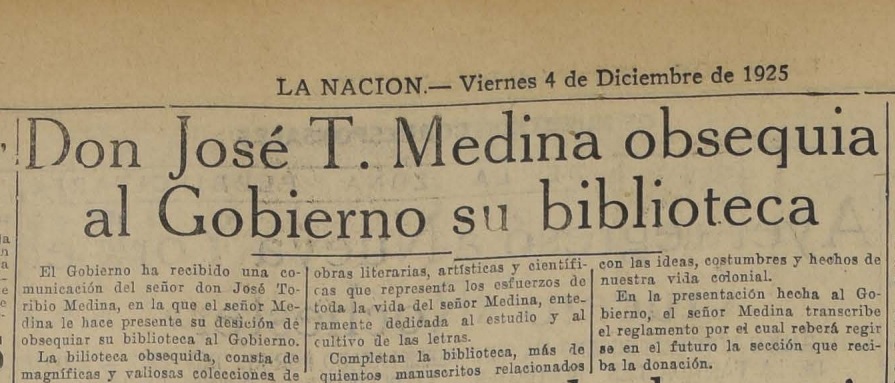 LA NACION.— Viernes 4 de Diciembre de 1925
Don José T. Medina obsequia
al Gobierno su biblioteca
El Gobierno ha recibido una co-
municación del señor don José To-
ribio Medina, en la que el señor Me-
dina le hace presente su desición de
obsequiar su biblioteca al Gobierno.
La bilioteca obsequida, consta de
magníficas y valiosas colecciones de
obras literarias, artísticas y científi-
cas que representa los esfuerzos de
toda la vida del señor Medina, ente-
ramente dedicada al estudio y al
cultivo de las letras.
Completan la biblioteca, más de
quientos manuscritos relacionados
con las ideas, costumbres y hechos de
nuestra vida colonial.
En la presentación hecha al Go-
bierno, el señor Medina transcribe
el reglamento por el cual reberá regir
se en el futuro la sección que reci-
ba la donación.